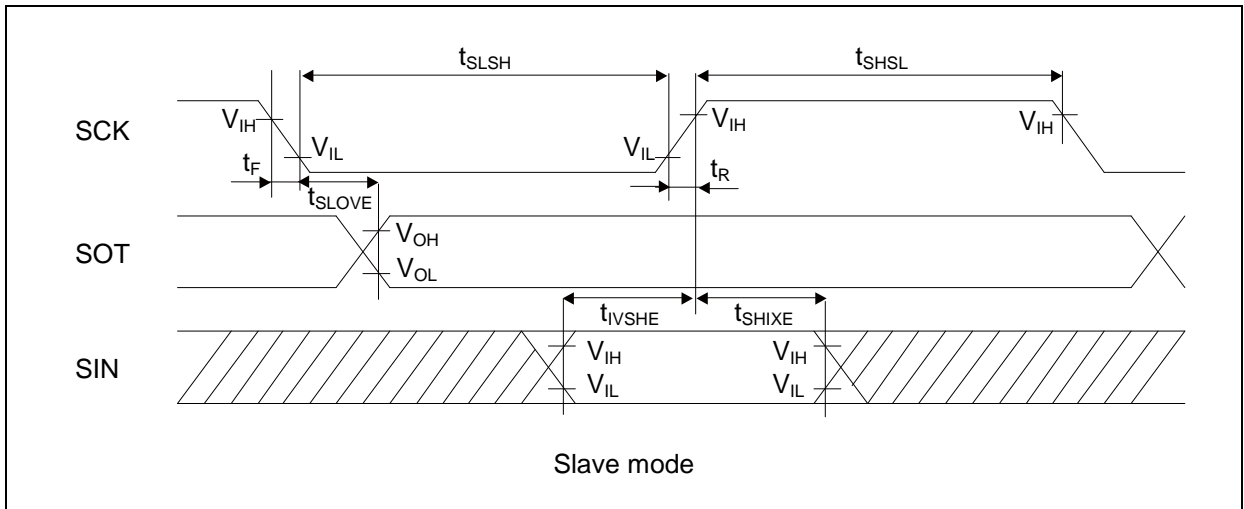 tSLSH
tSHSL
SCK
VIH
VIL
VIL
VIH
VIH
tF
tR
tSLOVE
SOT
VOH
VOL
tIVSHE
tSHIXE
SIN
VIH
VIH
VIL
VIL
Slave mode